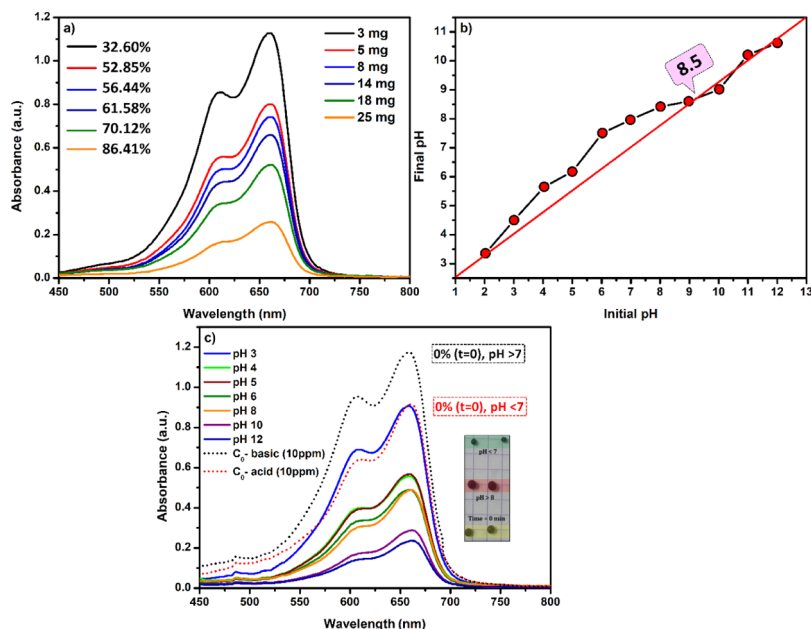 a)
32.60%
52.85%
56.44%
61.58%
70.12%
86.41%
3 mg
5 mg
8 mg
14 mg
18 mg
25 mg
1.2
1.0
0.8
0.6
0.4
0.2
0.0
450 500 550 600 650 700 750 800
Absorbance (a.u.)
Wavelength (nm)
b)
8.5
11
10
9
8
7
6
5
4
3
1 2 3 4 5 6 7 8 9 10 11 12 13
Final pH
Initial pH
c)
pH 3
pH 4
pH 5
pH 6
pH 8
pH 10
pH 12
C₀- basic (10ppm)
C₀- acid (10ppm)
0% (t=0), pH >7
0% (t=0), pH <7
pH < 7
pH > 8
Time = 0 min
1.2
1.0
0.8
0.6
0.4
0.2
0.0
450 500 550 600 650 700 750 800
Absorbance (a.u.)
Wavelength (nm)